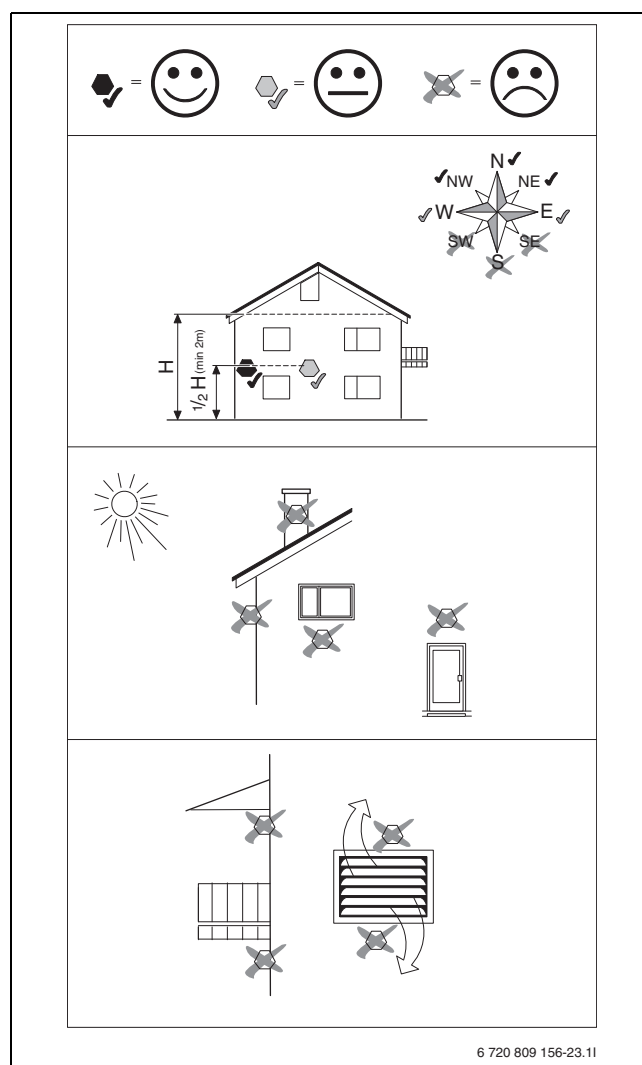 = = =
N
NW NE
W E
SW SE
S
H
1/2 H (min 2m)
6 720 809 156-23.1I